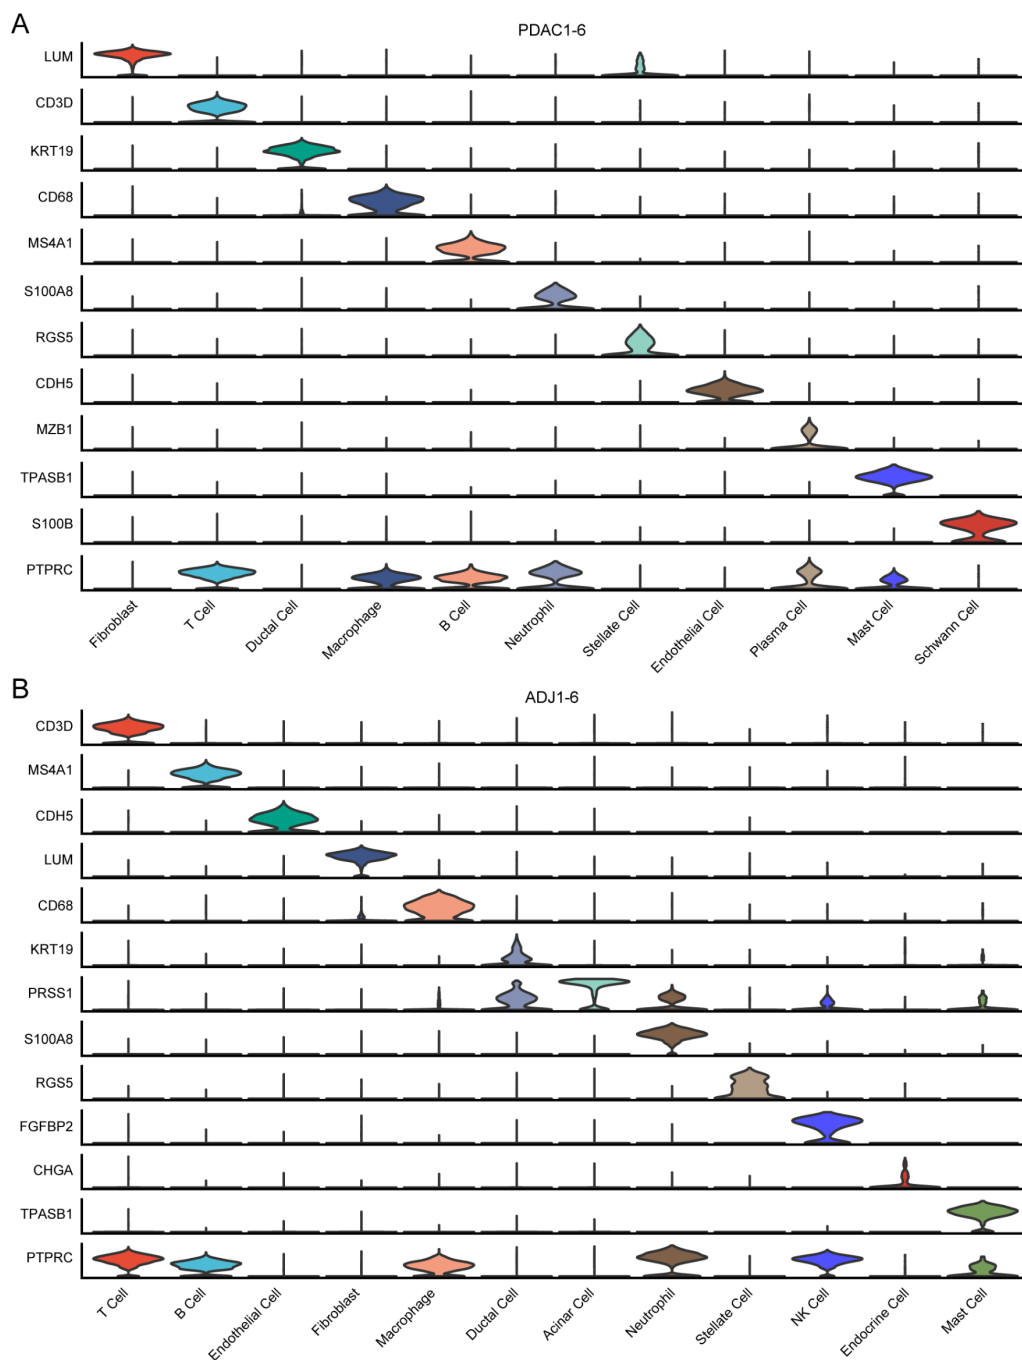 A
PDAC1-6
LUM
CD3D
KRT19
CD68
MS4A1
S100A8
RGS5
CDH5
MZB1
TPASB1
S100B
PTPRC
Fibroblast
T Cell
Ductal Cell
Macrophage
B Cell
Neutrophil
Stellate Cell
Endothelial Cell
Plasma Cell
Mast Cell
Schwann Cell
B
ADJ1-6
CD3D
MS4A1
CDH5
LUM
CD68
KRT19
PRSS1
S100A8
RGS5
FGFBP2
CHGA
TPASB1
PTPRC
T Cell
B Cell
Endothelial Cell
Fibroblast
Macrophage
Ductal Cell
Acinar Cell
Neutrophil
Stellate Cell
NK Cell
Endocrine Cell
Mast Cell